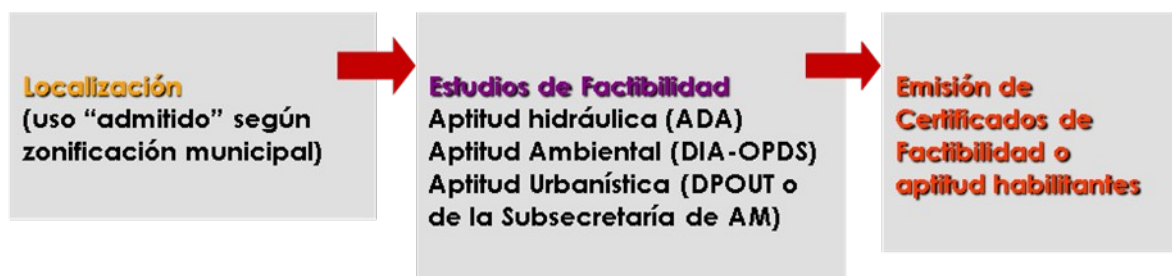 Localización
(uso “admitido” según
zonificación municipal)
Estudios de Factibilidad
Aptitud hidráulica (ADA)
Aptitud Ambiental (DIA-OPDS)
Aptitud Urbanística (DPOUT o
de la Subsecretaría de AM)
Emisión de
Certificados de
Factibilidad o
aptitud habilitantes